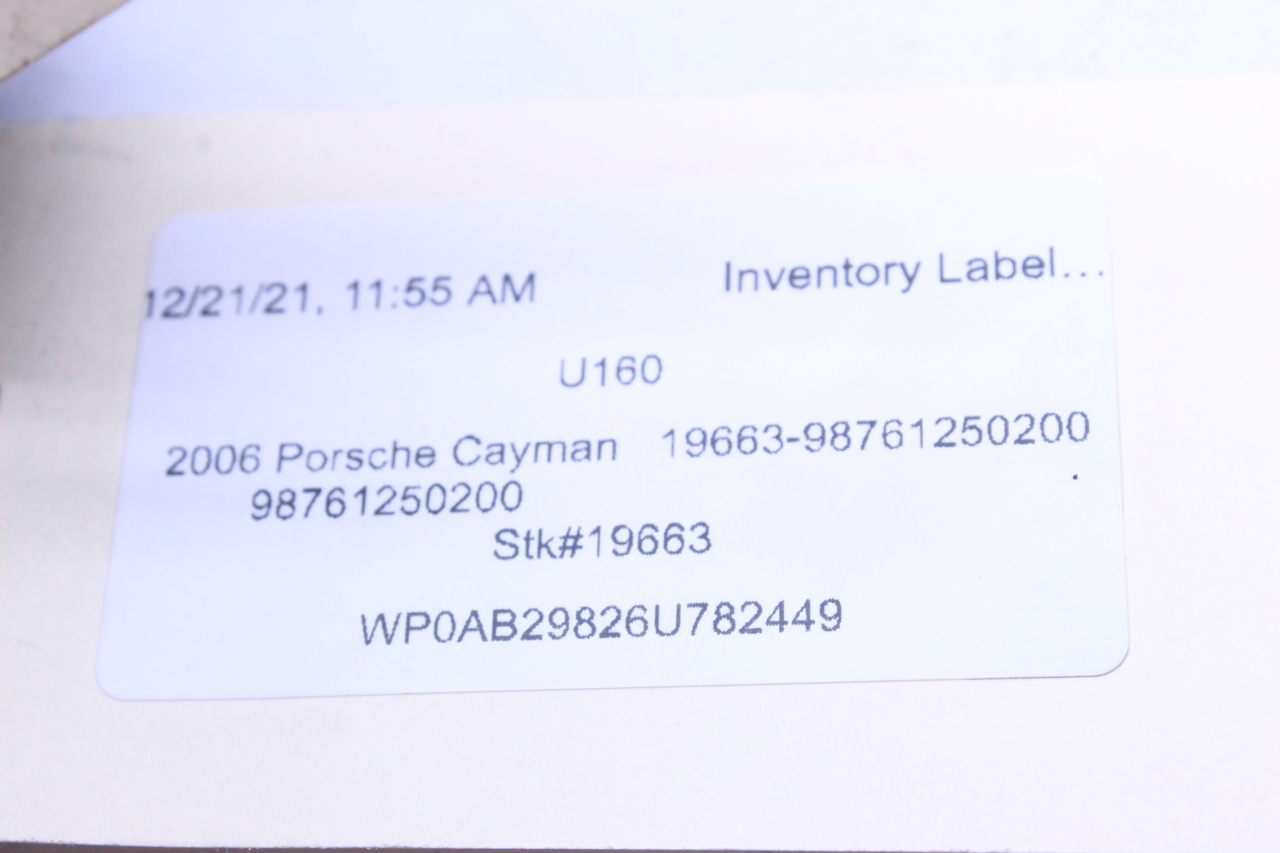 12/21/21, 11:55 AM Inventory Label...
U160
2006 Porsche Cayman 19663-98761250200
98761250200
Stk#19663
WP0AB29826U782449